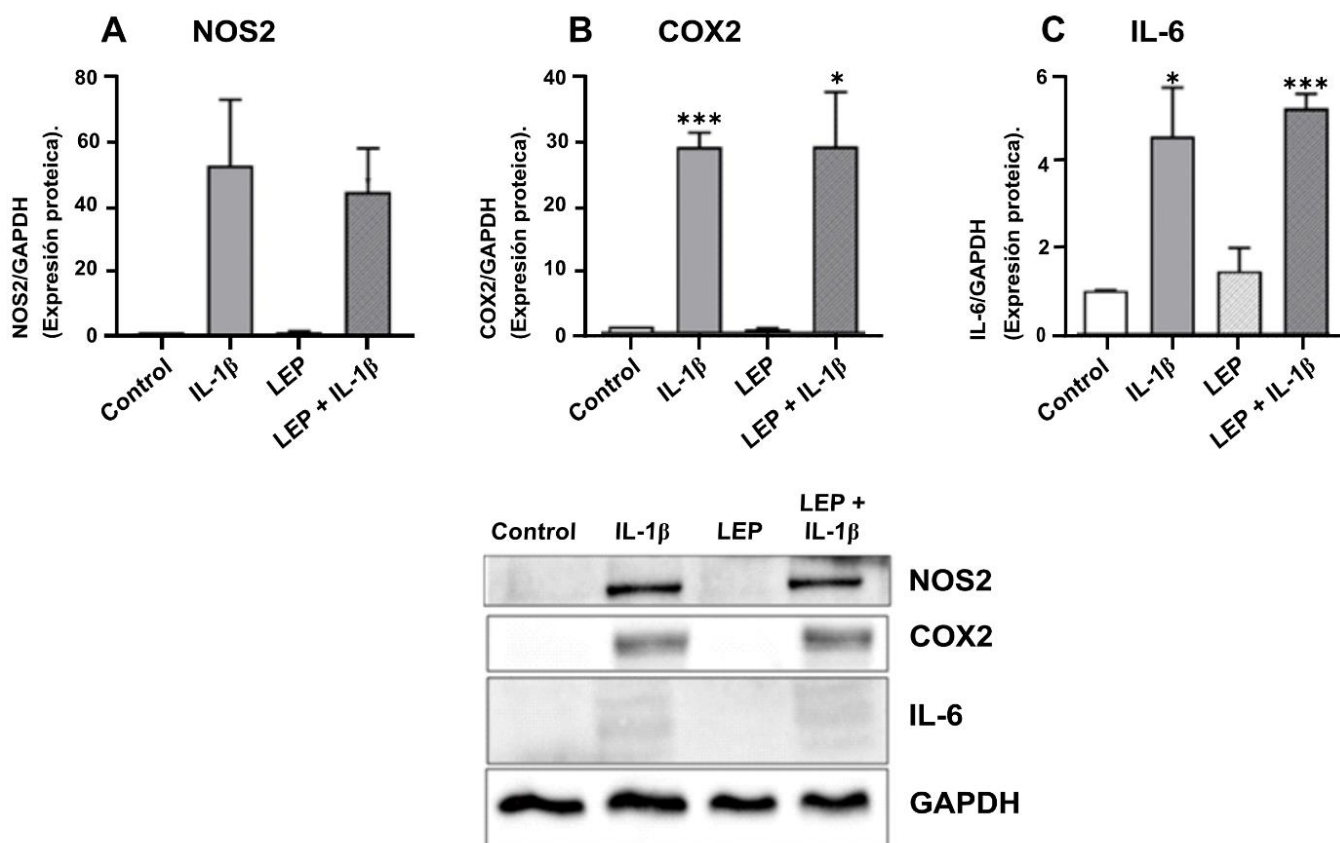 A NOS2
NOS2/GAPDH
(Expresión proteica).
80
60
40
20
0
Control
IL-1β
LEP
LEP + IL-1β
B COX2
COX2/GAPDH
(Expresión proteica).
40
30
20
10
0
***
*
Control
IL-1β
LEP
LEP + IL-1β
C IL-6
IL-6/GAPDH
(Expresión proteica).
6
4
2
0
*
***
Control
IL-1β
LEP
LEP + IL-1β
Control
IL-1β
LEP
LEP +
IL-1β
NOS2
COX2
IL-6
GAPDH